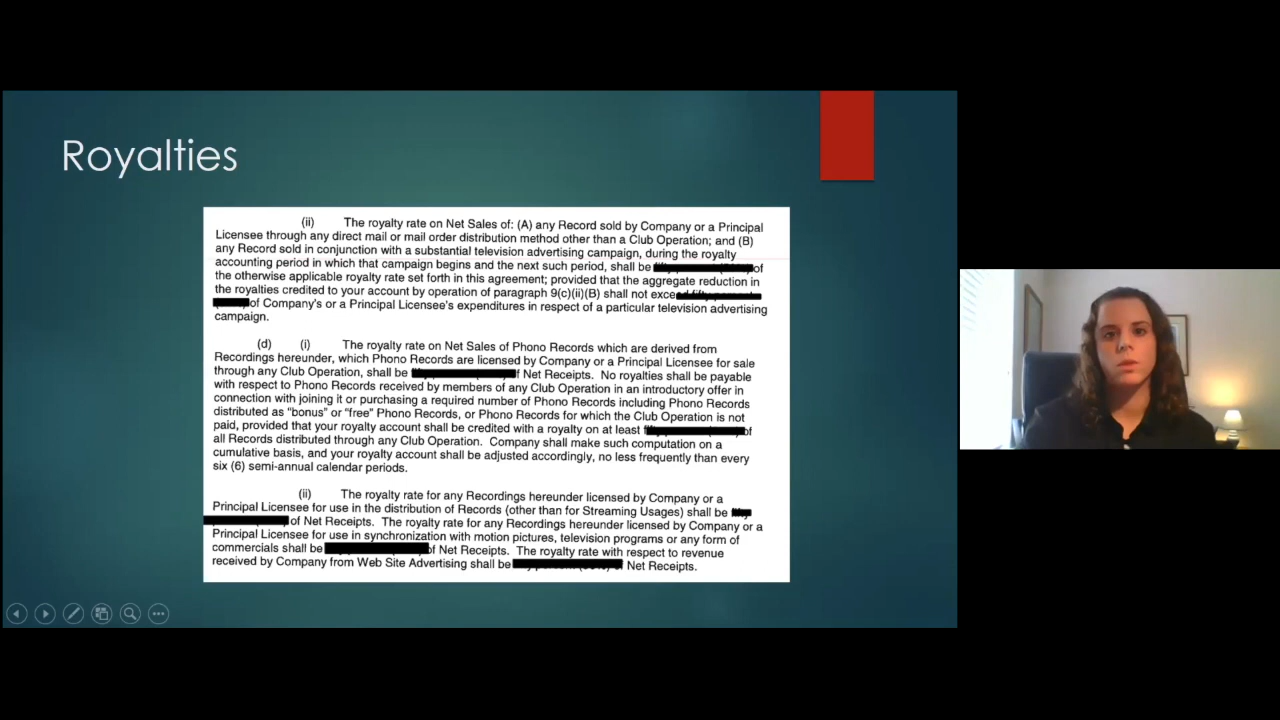 Royalties
(ii) The royalty rate on Net Sales of: (A) any Record sold by Company or a Principal
Licensee through any direct mail or mail order distribution method other than a Club Operation; and (B)
any Record sold in conjunction with a substantial television advertising campaign, during the royalty
accounting period in which that campaign begins and the next such period, shall be of
the otherwise applicable royalty rate set forth in this agreement; provided that the aggregate reduction in
the royalties credited to your account by operation of paragraph 9(c)(ii)(B) shall not exceed
of Company's or a Principal Licensee's expenditures in respect of a particular television advertising
campaign.
(d) (i) The royalty rate on Net Sales of Phono Records which are derived from
Recordings hereunder, which Phono Records are licensed by Company or a Principal Licensee for sale
through any Club Operation, shall be of Net Receipts. No royalties shall be payable
with respect to Phono Records received by members of any Club Operation in an introductory offer in
connection with joining it or purchasing a required number of Phono Records including Phono Records
distributed as "bonus" or "free" Phono Records, or Phono Records for which the Club Operation is not
paid, provided that your royalty account shall be credited with a royalty on at least of
all Records distributed through any Club Operation. Company shall make such computation on a
cumulative basis, and your royalty account shall be adjusted accordingly, no less frequently than every
six (6) semi-annual calendar periods.
(ii) The royalty rate for any Recordings hereunder licensed by Company or a
Principal Licensee for use in the distribution of Records (other than for Streaming Usages) shall be
of Net Receipts. The royalty rate for any Recordings hereunder licensed by Company or a
Principal Licensee for use in synchronization with motion pictures, television programs or any form of
commercials shall be of Net Receipts. The royalty rate with respect to revenue
received by Company from Web Site Advertising shall be Net Receipts.